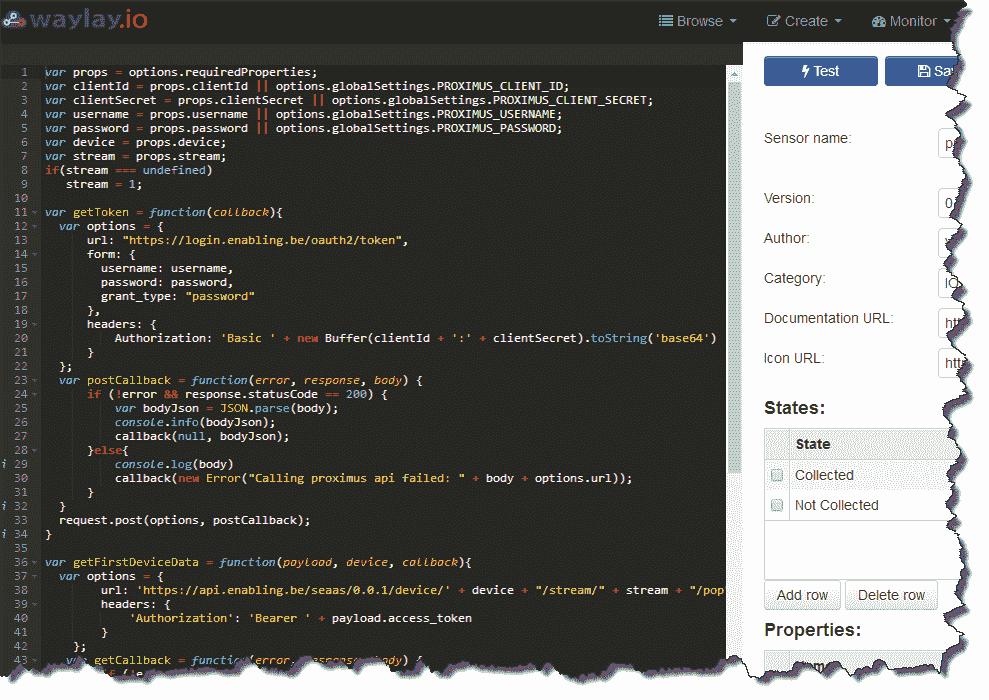 waylay.io
Browse Create Monitor
1 var props = options.requiredProperties;
2 var clientId = props.clientId || options.globalSettings.PROXIMUS_CLIENT_ID;
3 var clientSecret = props.clientSecret || options.globalSettings.PROXIMUS_CLIENT_SECRET;
4 var username = props.username || options.globalSettings.PROXIMUS_USERNAME;
5 var password = props.password || options.globalSettings.PROXIMUS_PASSWORD;
6 var device = props.device;
7 var stream = props.stream;
8 if(stream === undefined)
9 stream = 1;
10
11 var getToken = function(callback){
12 var options = {
13 url: "https://login.enabling.be/oauth2/token",
14 form: {
15 username: username,
16 password: password,
17 grant_type: "password"
18 },
19 headers: {
20 Authorization: 'Basic ' + new Buffer(clientId + ':' + clientSecret).toString('base64')
21 }
22 };
23 var postCallback = function(error, response, body) {
24 if (!error && response.statusCode == 200) {
25 var bodyJson = JSON.parse(body);
26 console.info(bodyJson);
27 callback(null, bodyJson);
28 }else{
i 29 console.log(body)
30 callback(new Error("Calling proximus api failed: " + body + options.url));
31 }
i 32 }
33 request.post(options, postCallback);
i 34 }
35
36 var getFirstDeviceData = function(payload, device, callback){
37 var options = {
38 url: 'https://api.enabling.be/seaas/0.0.1/device/' + device + "/stream/" + stream + "/pop
39 headers: {
40 'Authorization': 'Bearer ' + payload.access_token
41 }
42 };
43 var getCallback = function(error, response, body) {
Test
Sa
Sensor name: p
Version: 0
Author:
Category: IO
Documentation URL: htt
Icon URL: http
States:
State
Collected
Not Collected
Add row Delete row
Properties: